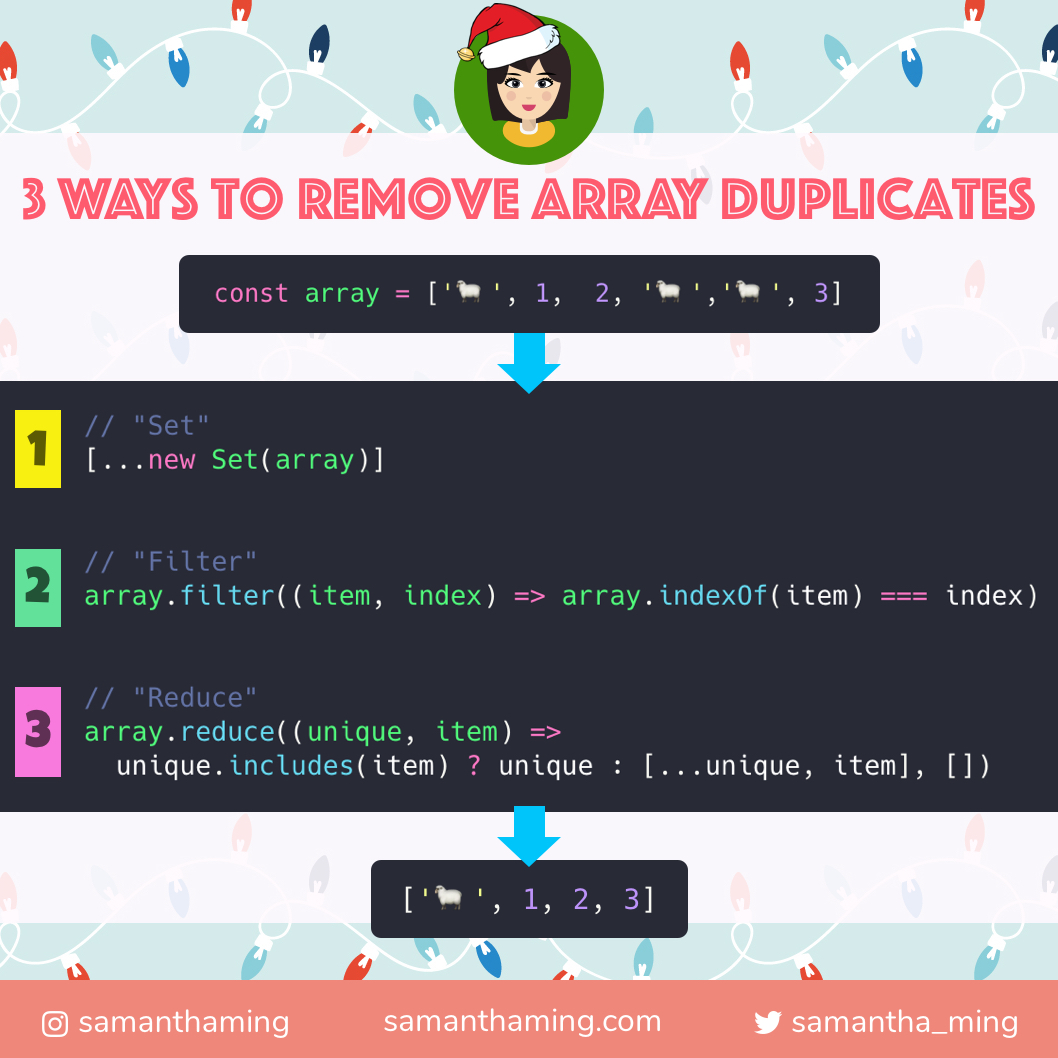 3 WAYS TO REMOVE ARRAY DUPLICATES
const array = ['🐑 ', 1,  2, '🐑 ','🐑 ', 3]
1
// "Set"
[...new Set(array)]
2
// "Filter"
array.filter((item, index) => array.indexOf(item) === index)
3
// "Reduce"
array.reduce((unique, item) =>
  unique.includes(item) ? unique : [...unique, item], [])
['🐑 ', 1, 2, 3]
samanthaming
samanthaming.com
samantha_ming